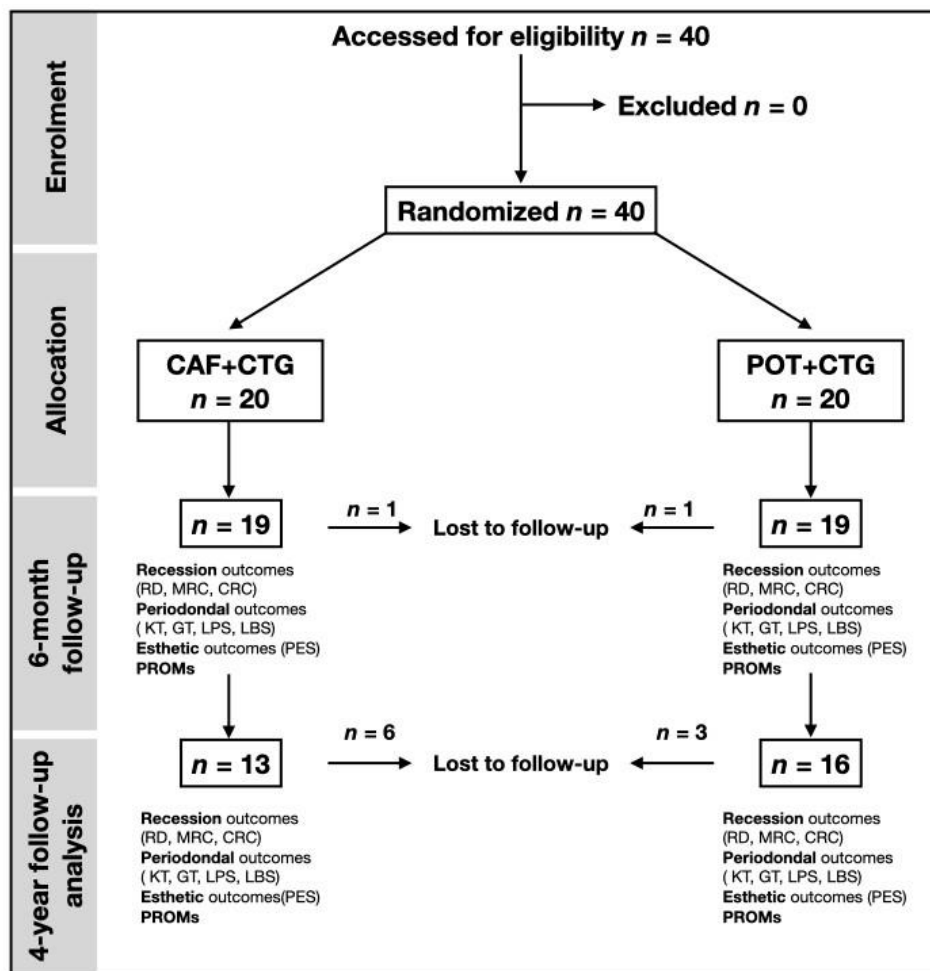 Enrolment
Accessed for eligibility n = 40
Excluded n = 0
Randomized n = 40
Allocation
CAF+CTG
n = 20
POT+CTG
n = 20
6-month
follow-up
n = 19
n = 1
Lost to follow-up
n = 1
n = 19
Recession outcomes
(RD, MRC, CRC)
Periodondal outcomes
( KT, GT, LPS, LBS)
Esthetic outcomes (PES)
PROMs
Recession outcomes
(RD, MRC, CRC)
Periodondal outcomes
( KT, GT, LPS, LBS)
Esthetic outcomes (PES)
PROMs
4-year follow-up
analysis
n = 13
n = 6
Lost to follow-up
n = 3
n = 16
Recession outcomes
(RD, MRC, CRC)
Periodondal outcomes
( KT, GT, LPS, LBS)
Esthetic outcomes(PES)
PROMs
Recession outcomes
(RD, MRC, CRC)
Periodondal outcomes
( KT, GT, LPS, LBS)
Esthetic outcomes (PES)
PROMs